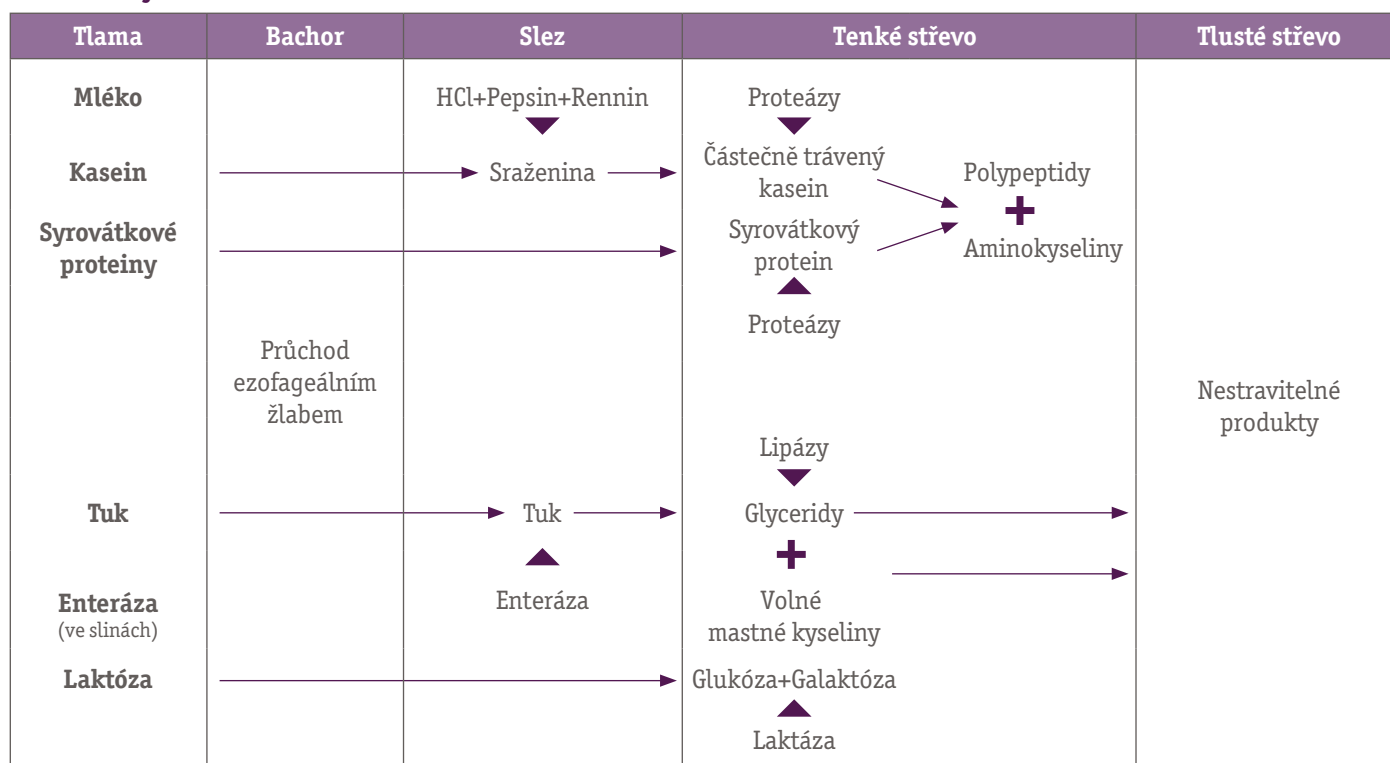 Tlama Bachor Slez Tenké střevo Tlusté střevo
Mléko HCl+Pepsin+Rennin Proteázy
Kasein Sraženina Částečně trávený
kasein Polypeptidy
Syrovátkové
proteiny Syrovátkový
protein Aminokyseliny
Proteázy
Průchod
ezofageálním
žlabem
Nestravitelné
produkty
Lipázy
Tuk Tuk Glyceridy
Enteráza
(ve slinách) Enteráza Volné
mastné kyseliny
Laktóza Glukóza+Galaktóza
Laktáza